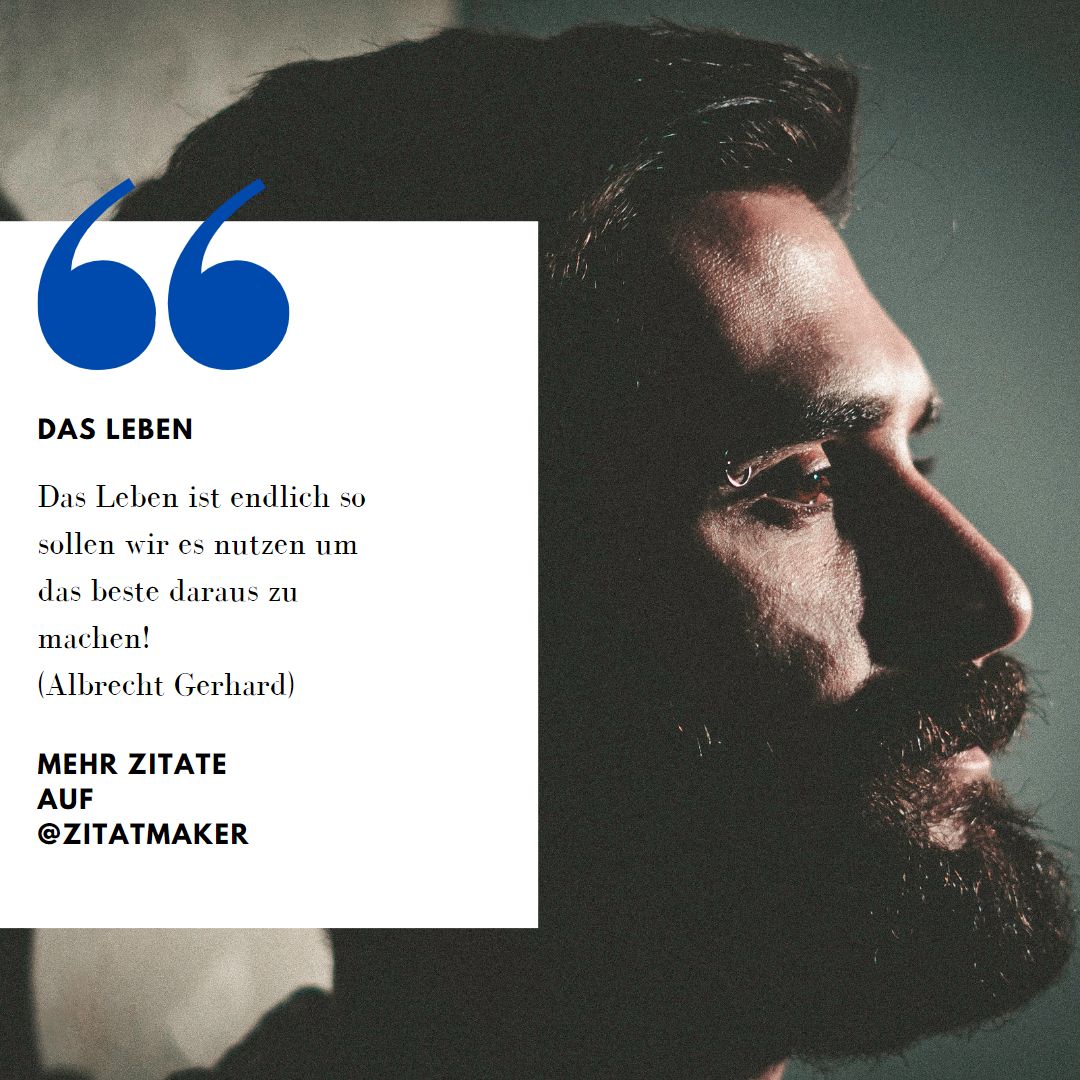 DAS LEBEN
Das Leben ist endlich so
sollen wir es nutzen um
das beste daraus zu
machen!
(Albrecht Gerhard)
MEHR ZITATE
AUF
@ZITATMAKER